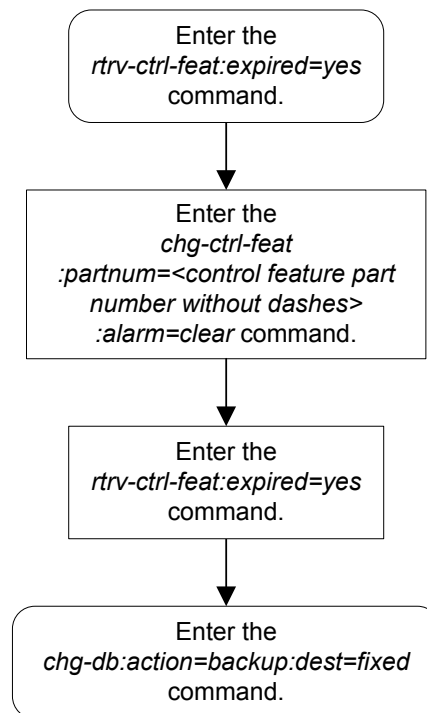 Enter the
rtrv-ctrl-feat:expired=yes
command.
Enter the
chg-ctrl-feat
:partnum=<control feature part
number without dashes>
:alarm=clear command.
Enter the
rtrv-ctrl-feat:expired=yes
command.
Enter the
chg-db:action=backup:dest=fixed
command.